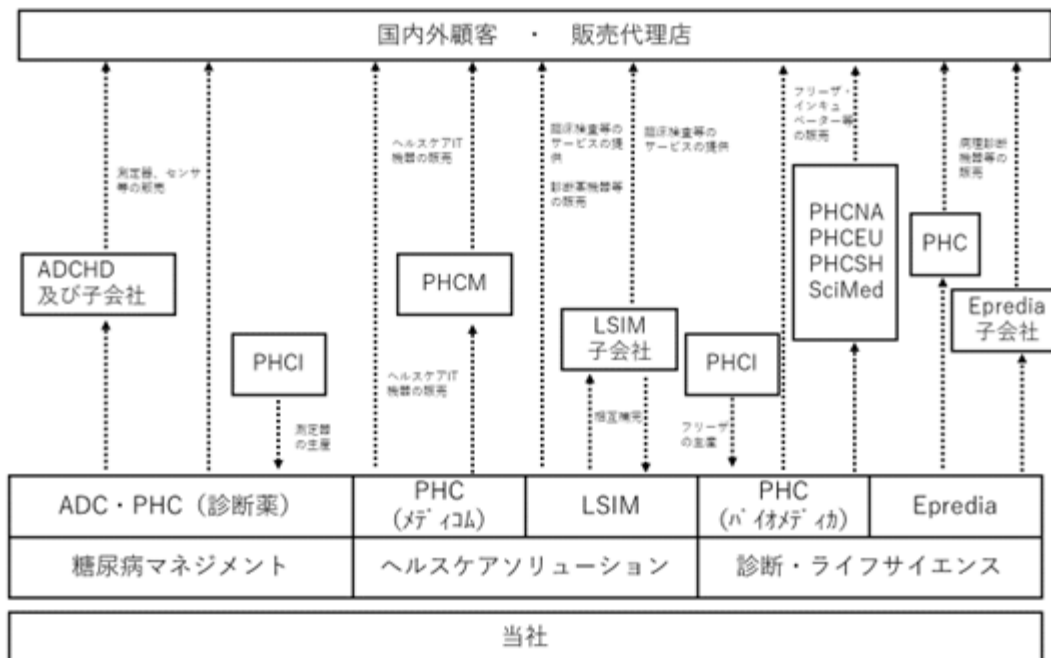 国内外顧客 ・ 販売代理店
測定器、センサ
等の販売
ヘルスケアIT
機器の販売
臨床検査等の
サービスの提
供
診断薬機器等
の販売
臨床検査等の
サービスの提供
フリーザ・
インキュ
ベーター等
の販売
病理診断
機器等の
販売
ADCHD
及び子会社
PHCI
測定器
の生産
PHCM
ヘルスケアIT
機器の販売
LSIM
子会社
相互補完
PHCI
フリーザ
の生産
PHCNA
PHCEU
PHCSH
SciMed
PHC
Epredia
子会社
ADC・PHC（診断薬）
PHC
(ﾒﾃﾞｨｺﾑ)
LSIM
PHC
(ﾊﾞｲｵﾒﾃﾞｨｶ)
Epredia
糖尿病マネジメント
ヘルスケアソリューション
診断・ライフサイエンス
当社